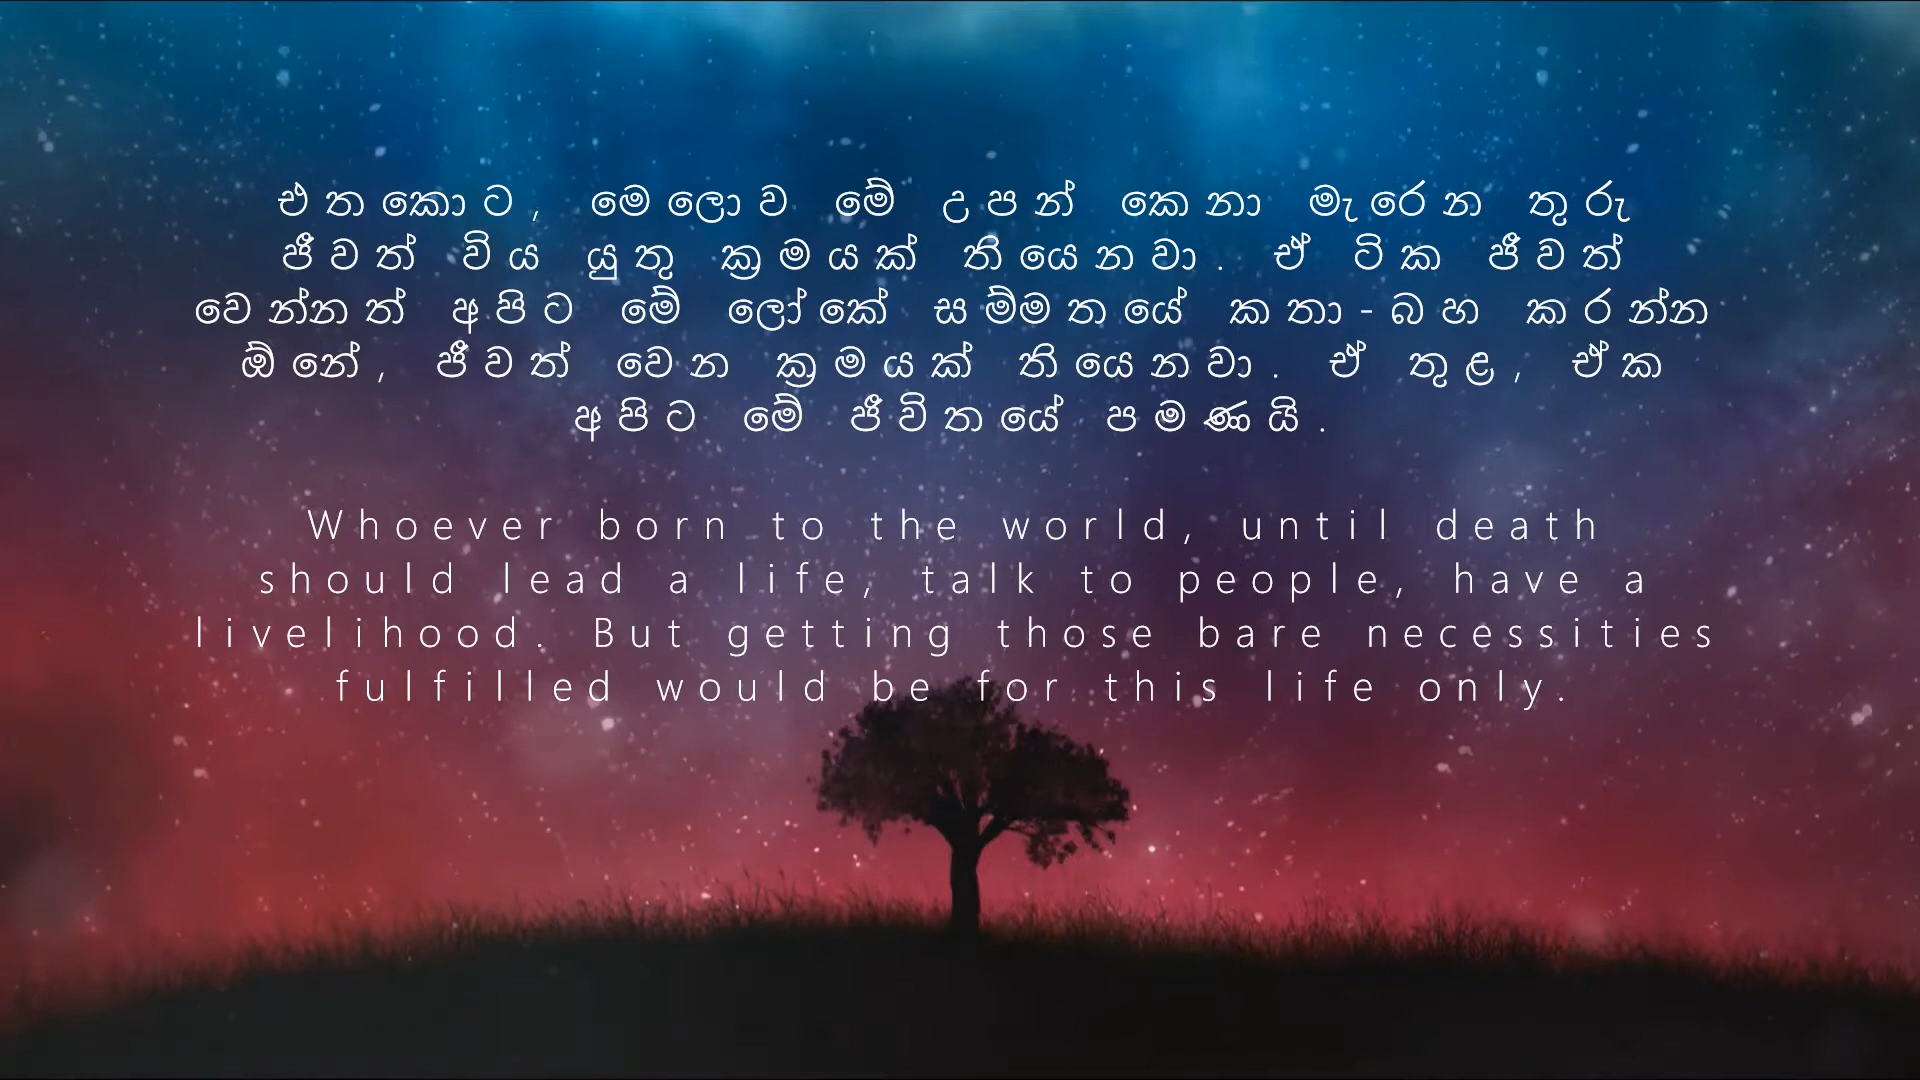 එතකොට, මෙලොව මේ උපන් කෙනා මැරෙන තුරු
ජීවත් විය යුතු ක්‍රමයක් තියෙනවා. ඒ ටික ජීවත්
වෙන්නත් අපිට මේ ලෝකේ සම්මතයේ කතා-බහ කරන්න
ඕනේ, ජීවත් වෙන ක්‍රමයක් තියෙනවා. ඒ තුළ, ඒක
අපිට මේ ජීවිතයේ පමණයි.
Whoever born to the world, until death
should lead a life, talk to people, have a
livelihood. But getting those bare necessities
fulfilled would be for this life only.